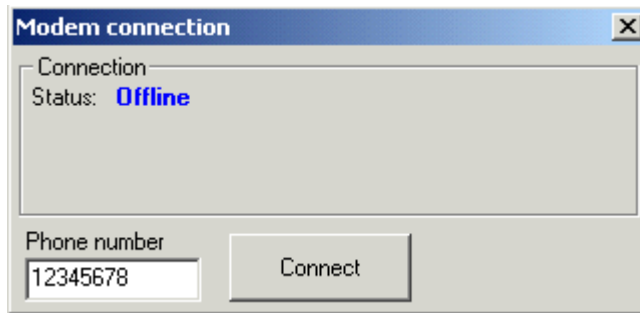 Modem connection
Connection
Status: Offline
Phone number
12345678
Connect